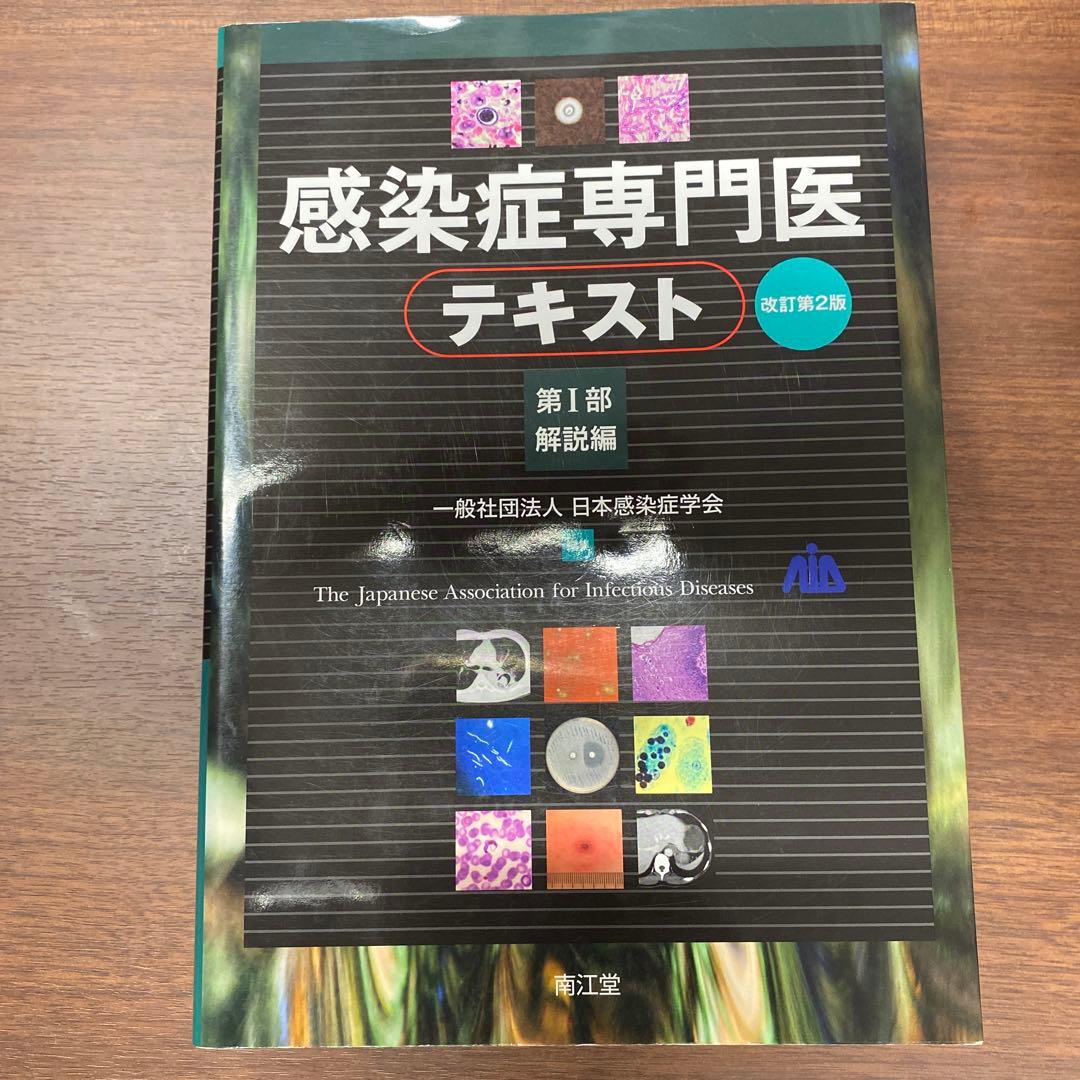 感染症専門医
テキスト
改訂第2版
第Ⅰ部
解説編
一般社団法人 日本感染症学会
The Japanese Association for Infectious Diseases
南江堂